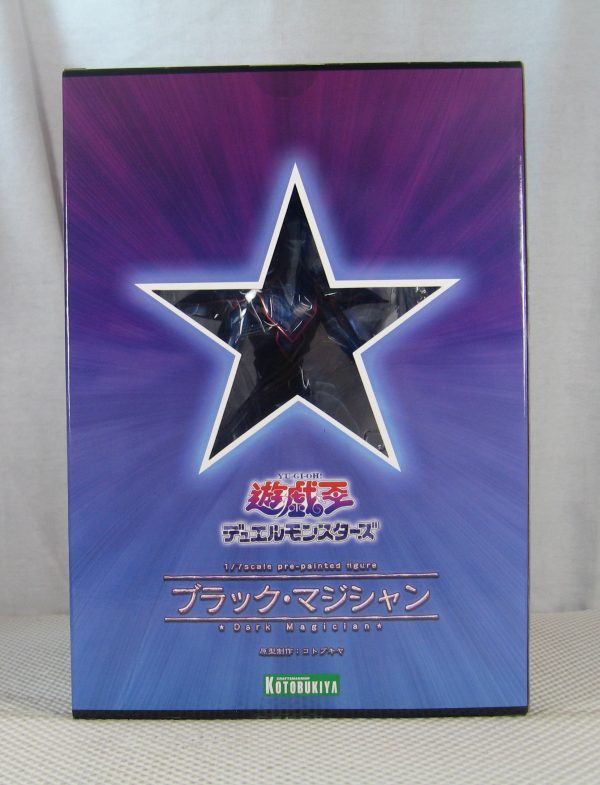 YU-GI-OH!
遊戯王
デュエルモンスターズ
1/7scale pre-painted figure
ブラック・マジシャン
★Dark Magician★
原型制作：コトブキヤ
CRAFTSMANSHIP
KOTOBUKIYA